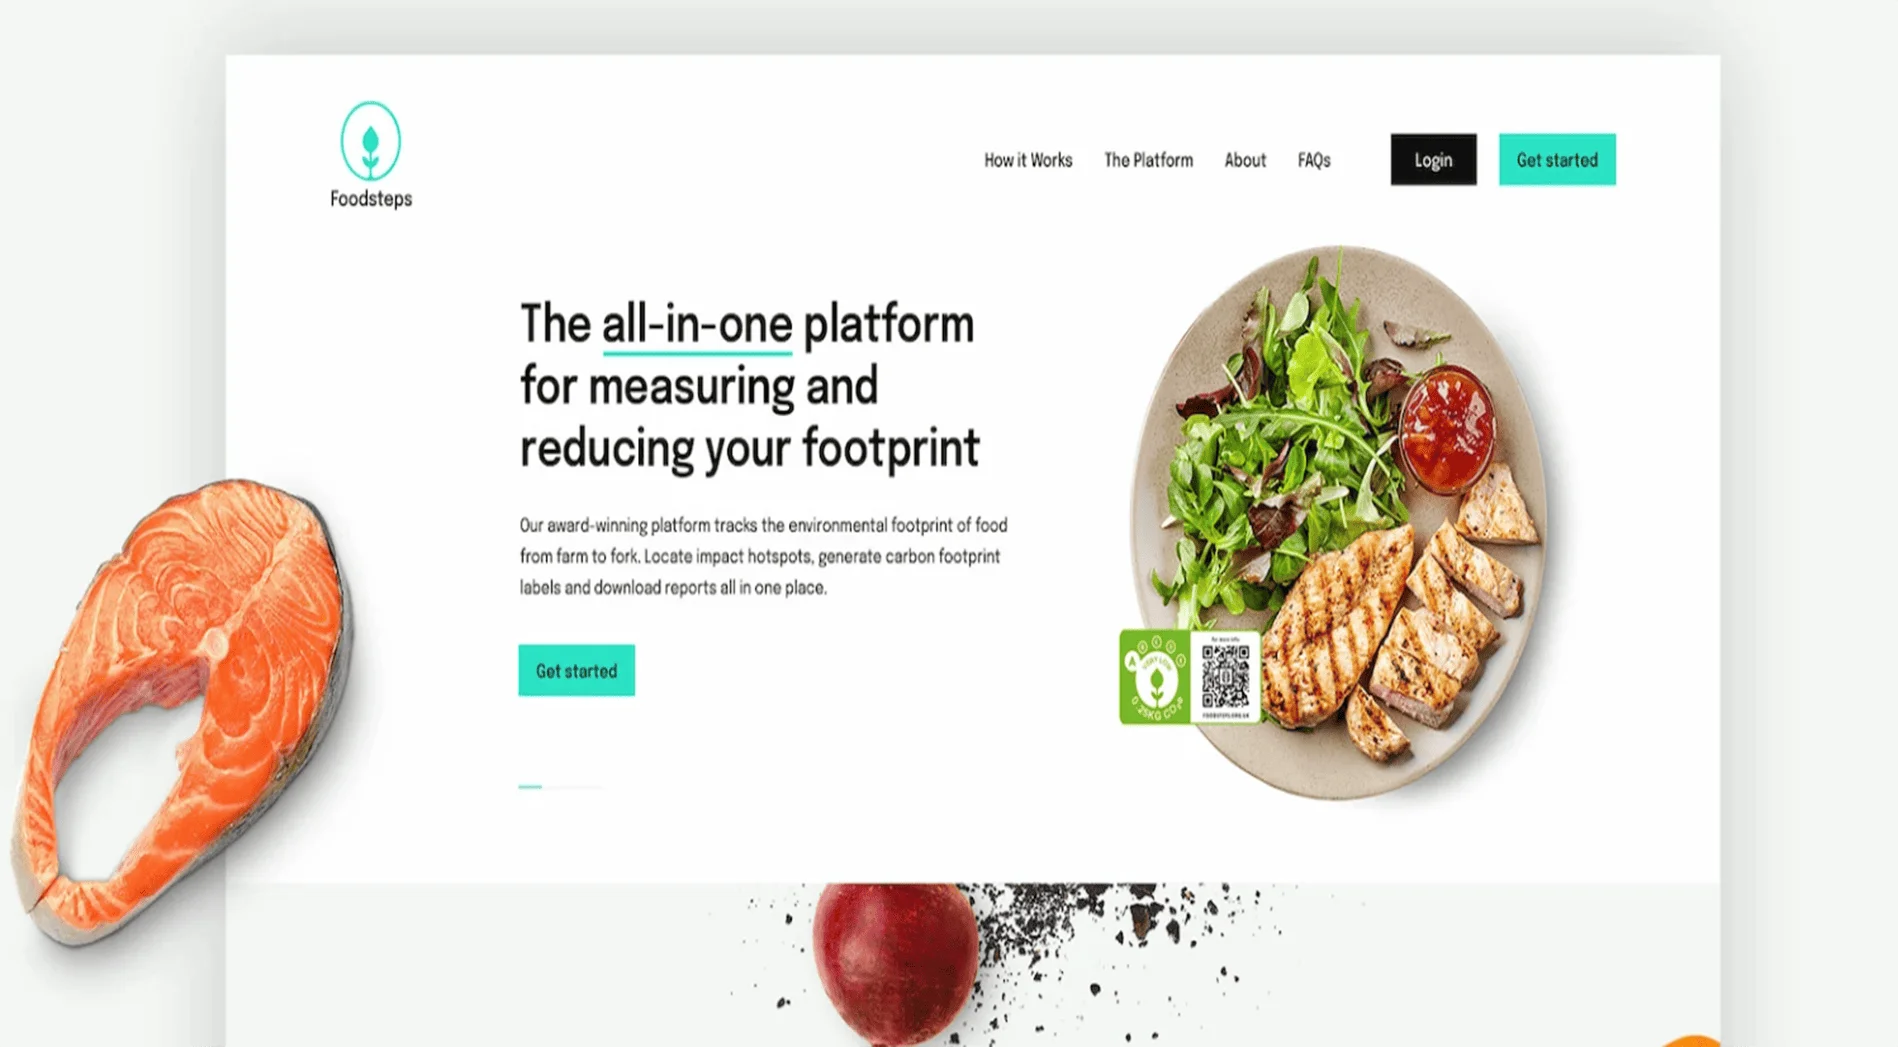 Foodsteps
How it Works
The Platform
About
FAQs
Login
Get started
The all-in-one platform
for measuring and
reducing your footprint
Our award-winning platform tracks the environmental footprint of food
from farm to fork. Locate impact hotspots, generate carbon footprint
labels and download reports all in one place.
Get started
A
0.25KG CO₂e